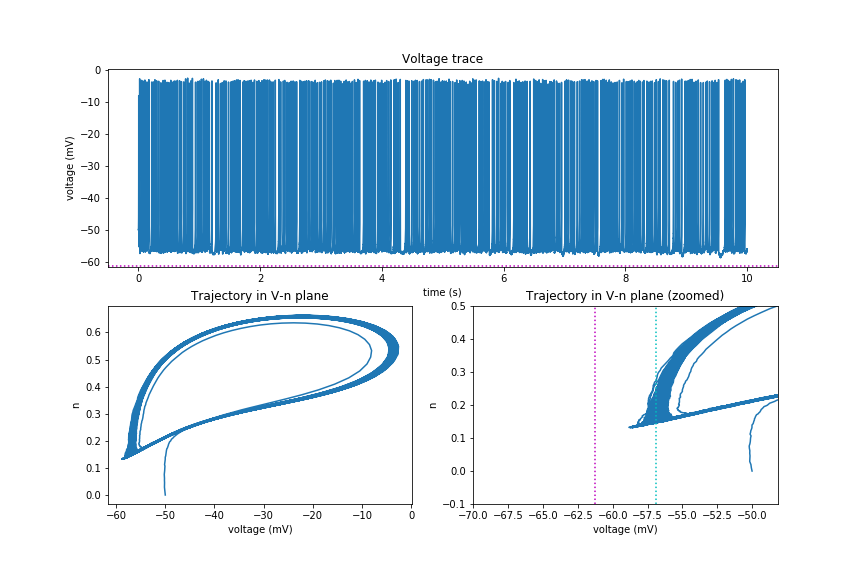 Voltage trace
0
−10
−20
−30
−40
−50
−60
voltage (mV)
0 2 4 6 8 10
time (s)
Trajectory in V-n plane
0.6
0.5
0.4
0.3
0.2
0.1
0.0
n
−60 −50 −40 −30 −20 −10 0
voltage (mV)
Trajectory in V-n plane (zoomed)
0.5
0.4
0.3
0.2
0.1
0.0
−0.1
n
−70.0 −67.5 −65.0 −62.5 −60.0 −57.5 −55.0 −52.5 −50.0
voltage (mV)